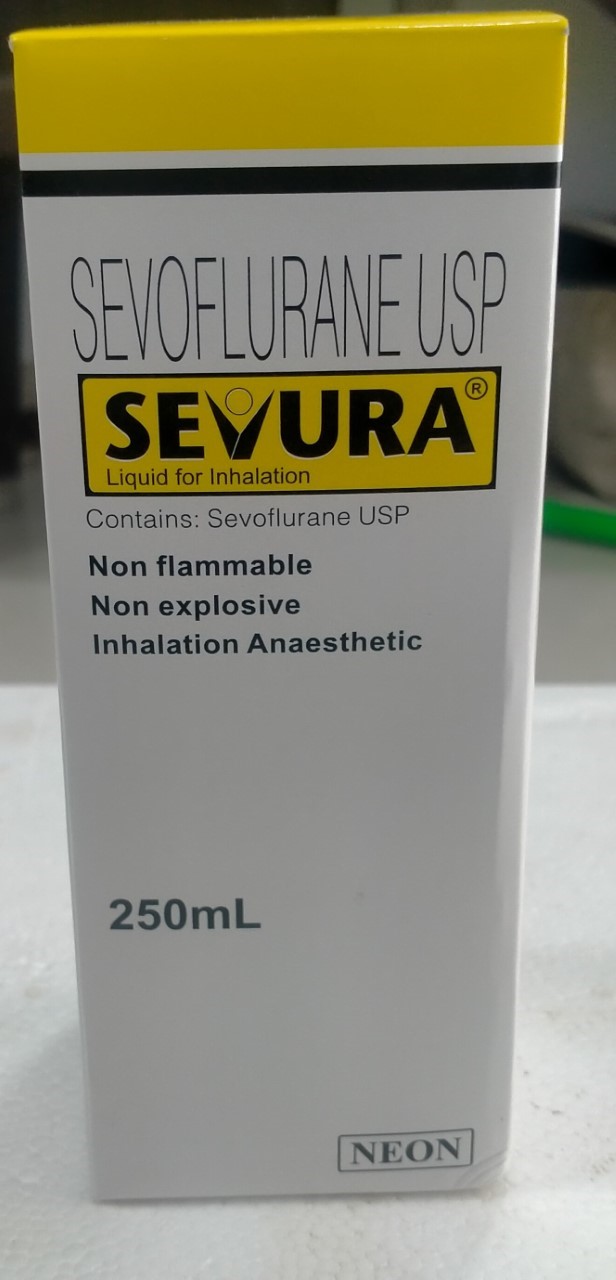 SEVOFLURANE USP
SEVURA®
Liquid for Inhalation
Contains: Sevoflurane USP
Non flammable
Non explosive
Inhalation Anaesthetic
250mL
NEON